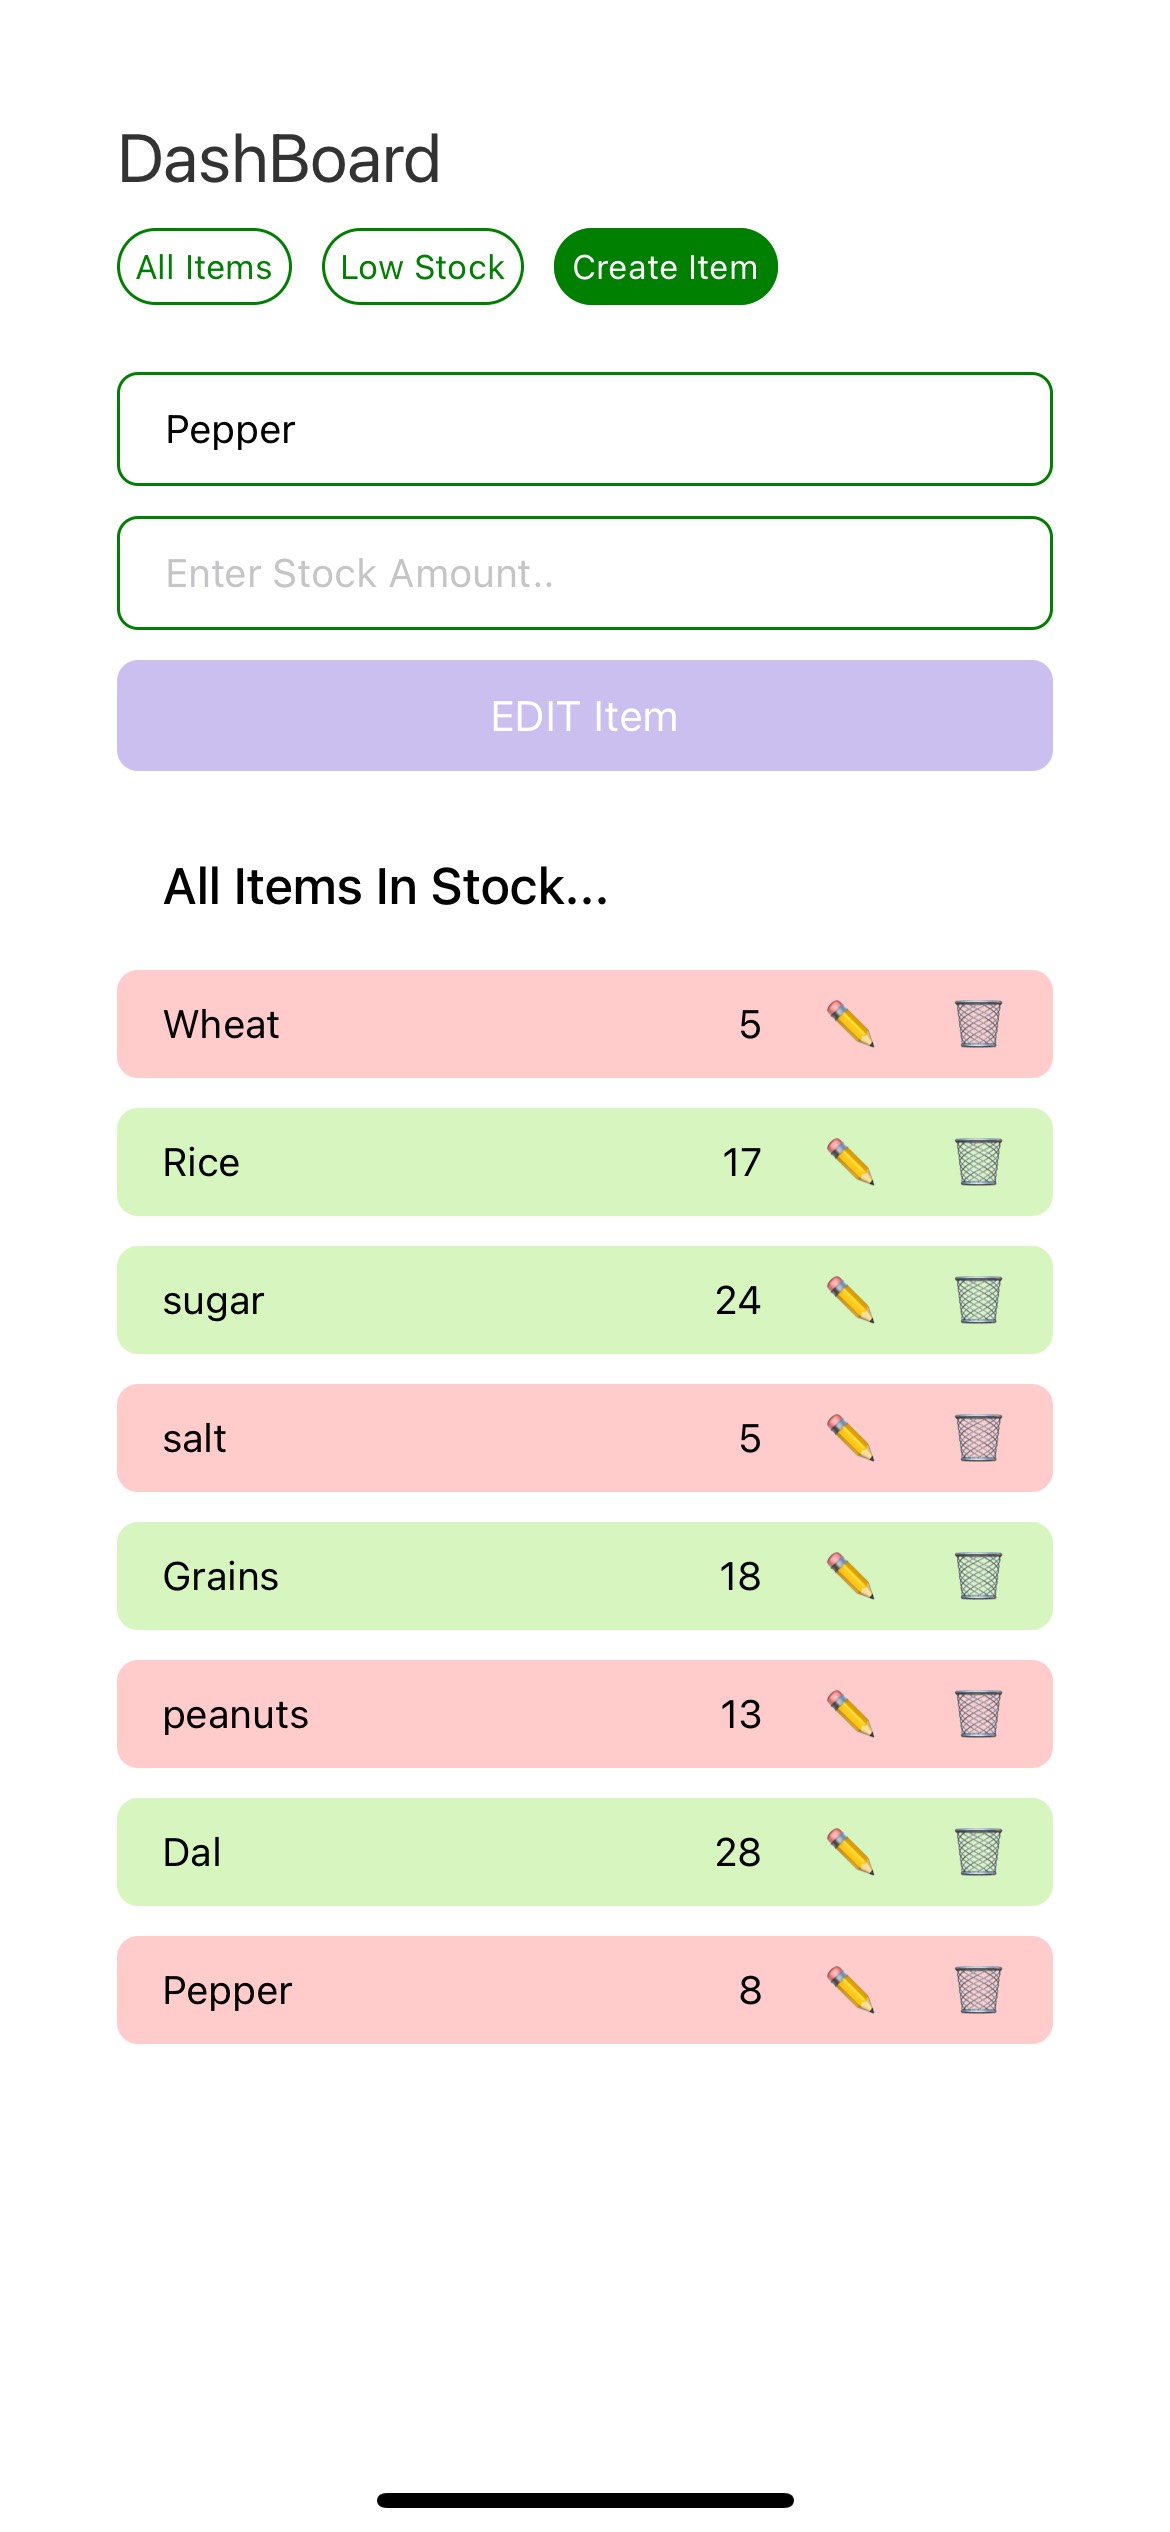 DashBoard
All Items Low Stock Create Item
Pepper
Enter Stock Amount..
EDIT Item
All Items In Stock...
Wheat 5
Rice 17
sugar 24
salt 5
Grains 18
peanuts 13
Dal 28
Pepper 8